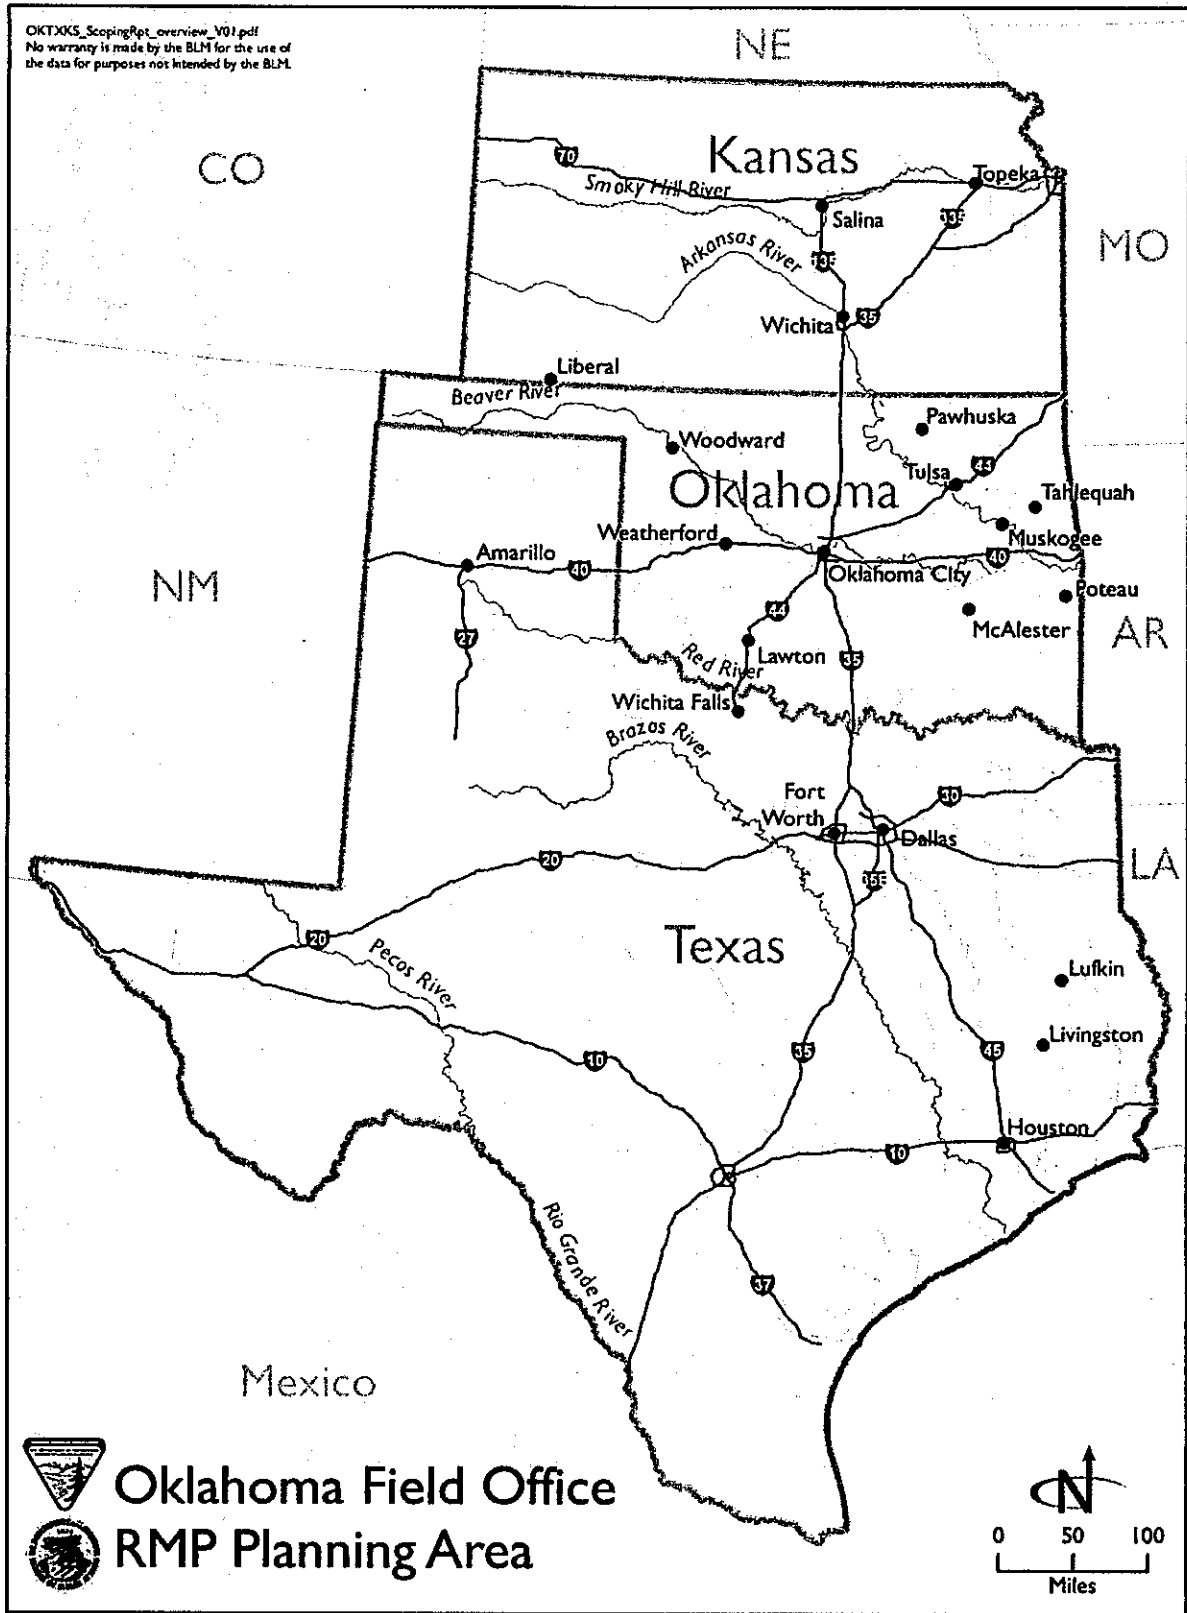 OKTXKS_ScopingRpt_overview_V01.pdf
No warranty is made by the BLM for the use of
the data for purposes not intended by the BLM.
NE
CO
Kansas
70
Smoky Hill River
Topeka
Salina
335
MO
Arkansas River
135
Wichita
35
Liberal
Beaver River
Pawhuska
Woodward
Tulsa
44
Oklahoma
Tahlequah
Weatherford
Muskogee
Amarillo
40
Oklahoma City
40
NM
Poteau
44
McAlester
AR
27
Lawton
35
Red River
Wichita Falls
Brazos River
Fort
Worth
30
Dallas
20
LA
35E
20
Texas
Pecos River
Lufkin
Livingston
10
35
45
Houston
10
Rio Grande River
37
Mexico
Oklahoma Field Office
RMP Planning Area
N
0 50 100
Miles